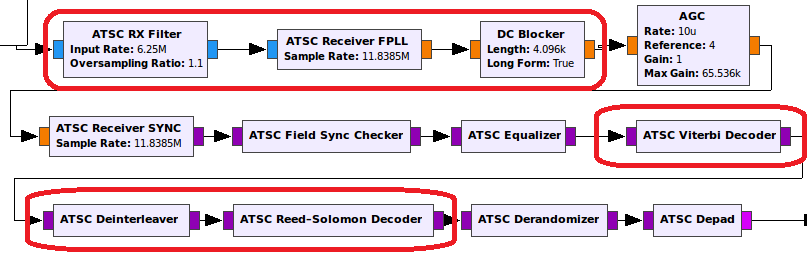 ATSC RX Filter
Input Rate: 6.25M
Oversampling Ratio: 1.1
ATSC Receiver FPLL
Sample Rate: 11.8385M
DC Blocker
Length: 4.096k
Long Form: True
AGC
Rate: 10u
Reference: 4
Gain: 1
Max Gain: 65.536k
ATSC Receiver SYNC
Sample Rate: 11.8385M
ATSC Field Sync Checker
ATSC Equalizer
ATSC Viterbi Decoder
ATSC Deinterleaver
ATSC Reed-Solomon Decoder
ATSC Derandomizer
ATSC Depad